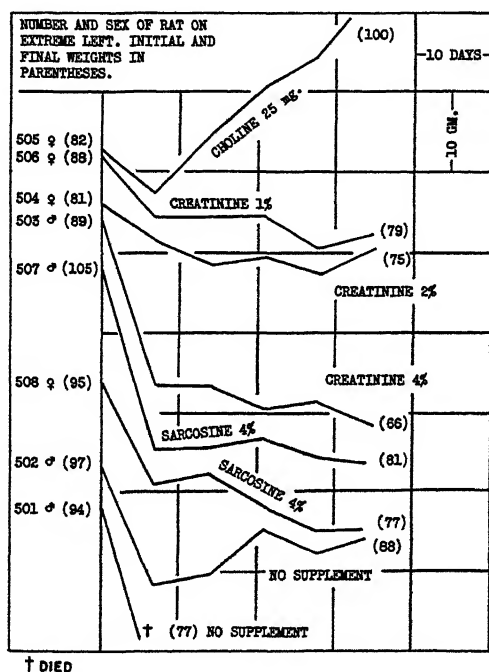 NUMBER AND SEX OF RAT ON
EXTREME LEFT. INITIAL AND
FINAL WEIGHTS IN
PARENTHESES.
(100)
10 DAYS
10 GM.
505 ♀ (82)
506 ♀ (88)
CHOLINE 25 mg.
504 ♀ (81)
CREATININE 1%
503 ♂ (89)
(79)
(75)
507 ♂ (105)
CREATININE 2%
CREATININE 4%
508 ♀ (95)
(66)
SARCOSINE 4%
(81)
502 ♂ (97)
SARCOSINE 4%
501 ♂ (94)
(77)
(88)
NO SUPPLEMENT
† (77) NO SUPPLEMENT
† DIED